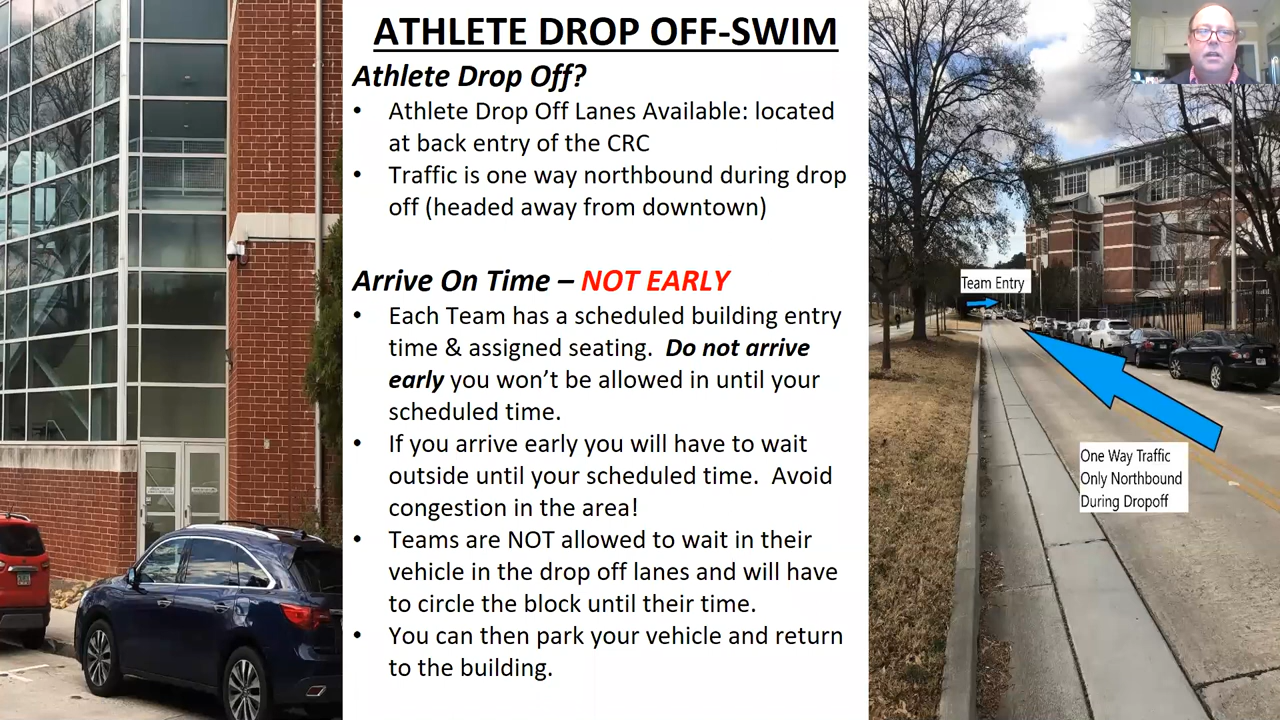 ATHLETE DROP OFF-SWIM
Athlete Drop Off?
• Athlete Drop Off Lanes Available: located
at back entry of the CRC
• Traffic is one way northbound during drop
off (headed away from downtown)
Arrive On Time – NOT EARLY
• Each Team has a scheduled building entry
time & assigned seating. Do not arrive
early you won’t be allowed in until your
scheduled time.
• If you arrive early you will have to wait
outside until your scheduled time. Avoid
congestion in the area!
• Teams are NOT allowed to wait in their
vehicle in the drop off lanes and will have
to circle the block until their time.
• You can then park your vehicle and return
to the building.
Team Entry
One Way Traffic
Only Northbound
During Dropoff